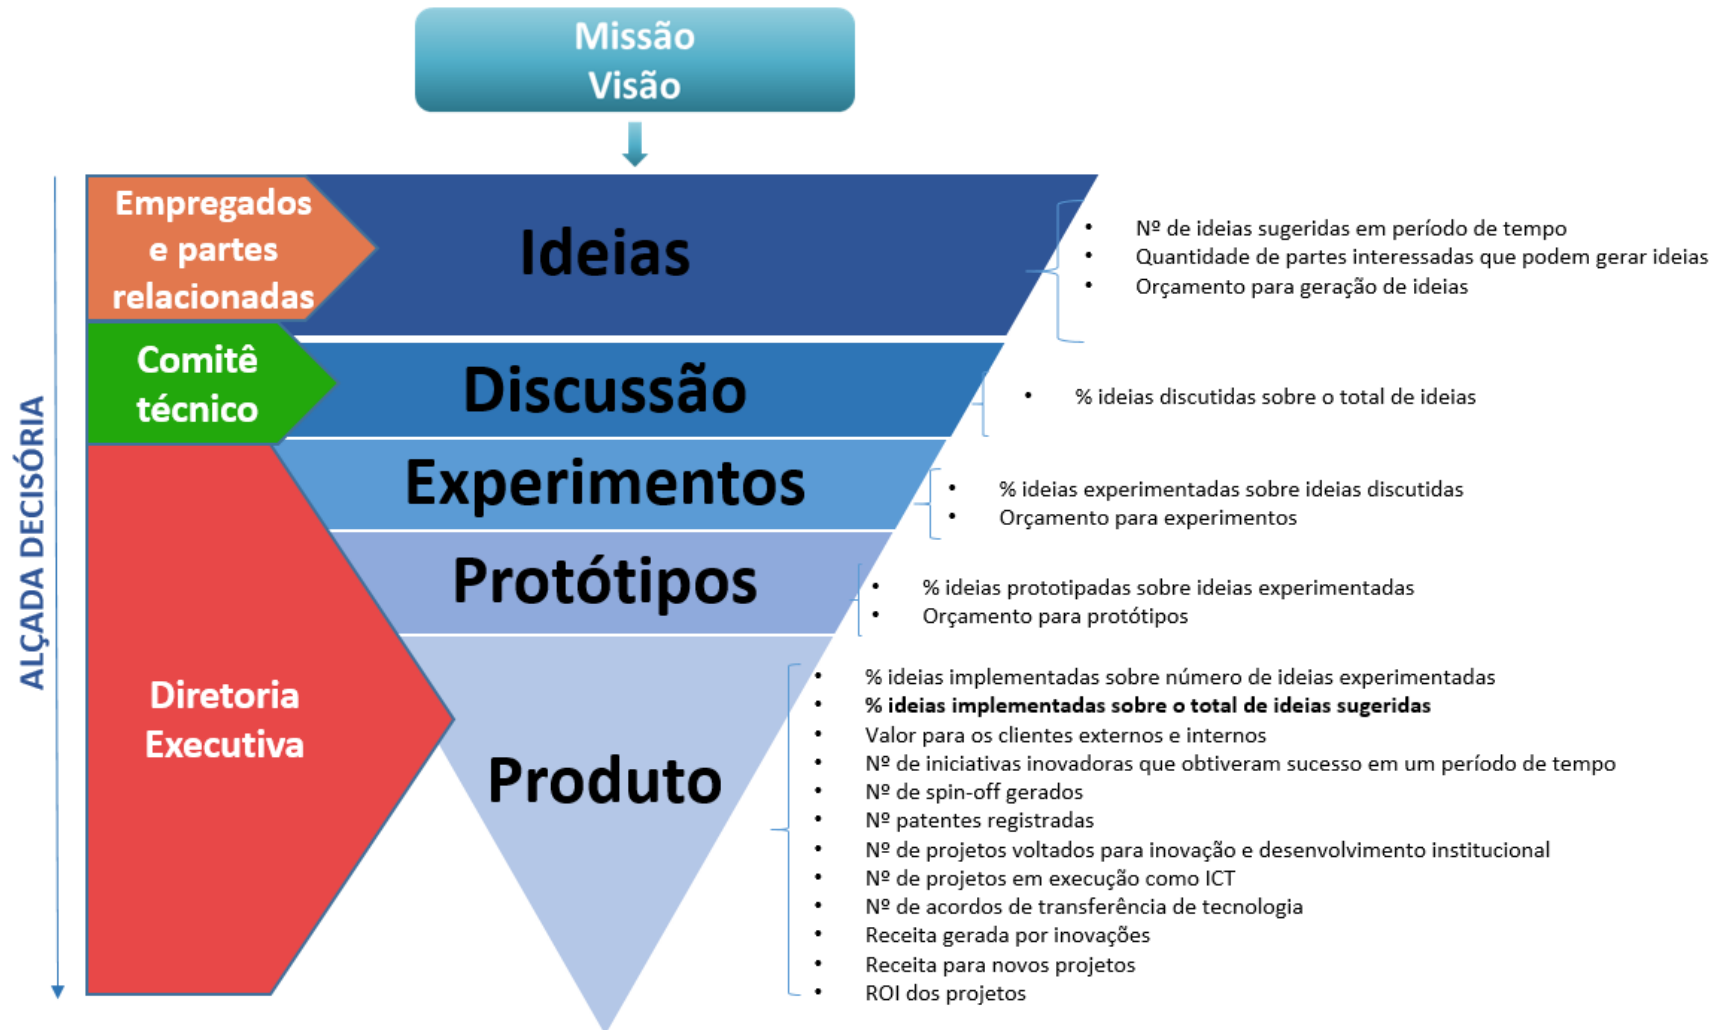 Missão
Visão
ALÇADA DECISÓRIA
Empregados
e partes
relacionadas
Ideias
• Nº de ideias sugeridas em período de tempo
• Quantidade de partes interessadas que podem gerar ideias
• Orçamento para geração de ideias
Comitê
técnico
Discussão
• % ideias discutidas sobre o total de ideias
Experimentos
• % ideias experimentadas sobre ideias discutidas
• Orçamento para experimentos
Protótipos
• % ideias prototipadas sobre ideias experimentadas
• Orçamento para protótipos
Diretoria
Executiva
Produto
• % ideias implementadas sobre número de ideias experimentadas
• % ideias implementadas sobre o total de ideias sugeridas
• Valor para os clientes externos e internos
• Nº de iniciativas inovadoras que obtiveram sucesso em um período de tempo
• Nº de spin-off gerados
• Nº patentes registradas
• Nº de projetos voltados para inovação e desenvolvimento institucional
• Nº de projetos em execução como ICT
• Nº de acordos de transferência de tecnologia
• Receita gerada por inovações
• Receita para novos projetos
• ROI dos projetos